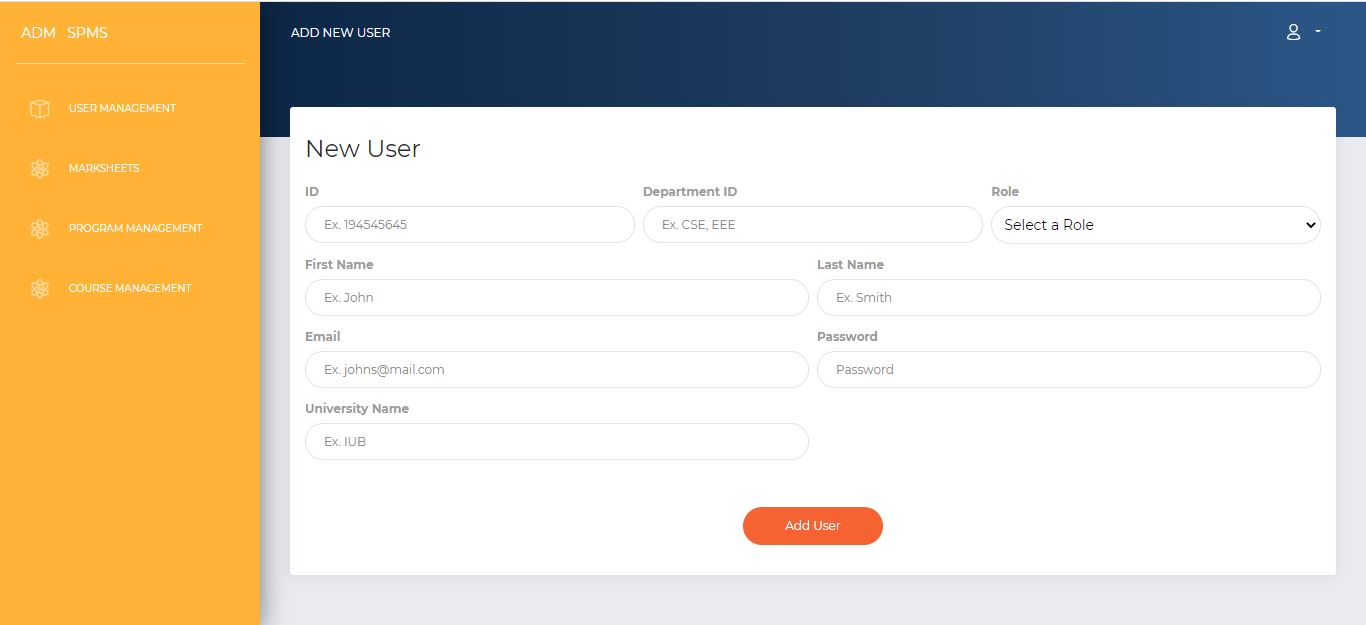 ADM SPMS
USER MANAGEMENT
MARKSHEETS
PROGRAM MANAGEMENT
COURSE MANAGEMENT
ADD NEW USER
New User
ID Department ID Role
Ex. 194545645 Ex. CSE, EEE Select a Role
First Name Last Name
Ex. John Ex. Smith
Email Password
Ex. johns@mail.com Password
University Name
Ex. IUB
Add User